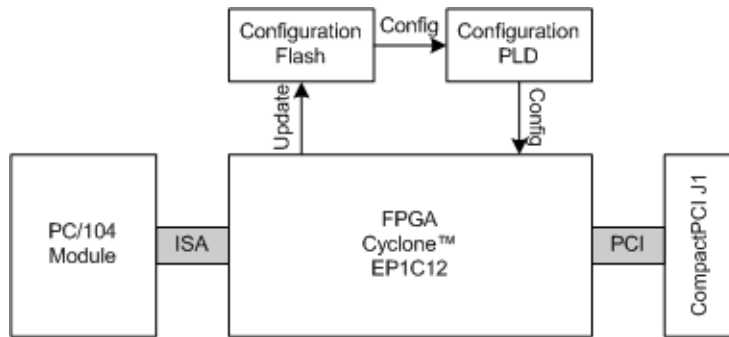 Configuration
Flash
Config
Configuration
PLD
Update
Config
PC/104
Module
ISA
FPGA
Cyclone™
EP1C12
PCI
CompactPCI J1